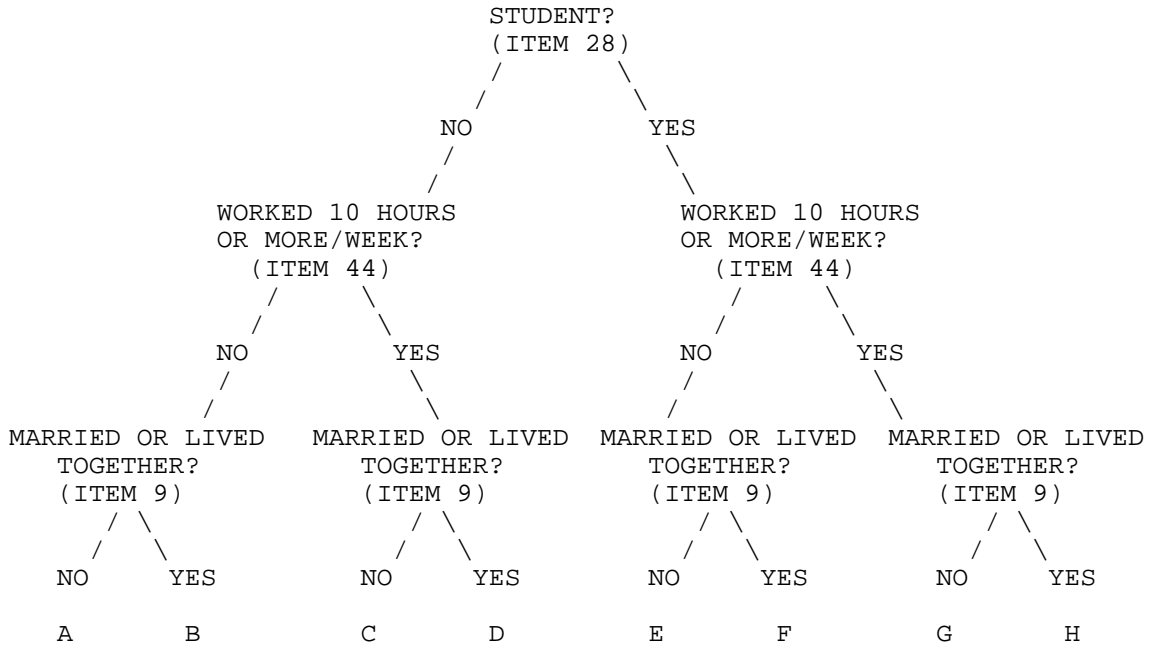 STUDENT?
(ITEM 28)
NO YES
WORKED 10 HOURS WORKED 10 HOURS
OR MORE/WEEK? OR MORE/WEEK?
(ITEM 44) (ITEM 44)
NO YES NO YES
MARRIED OR LIVED MARRIED OR LIVED MARRIED OR LIVED MARRIED OR LIVED
TOGETHER? TOGETHER? TOGETHER? TOGETHER?
(ITEM 9) (ITEM 9) (ITEM 9) (ITEM 9)
NO YES NO YES NO YES NO YES
A B C D E F G H